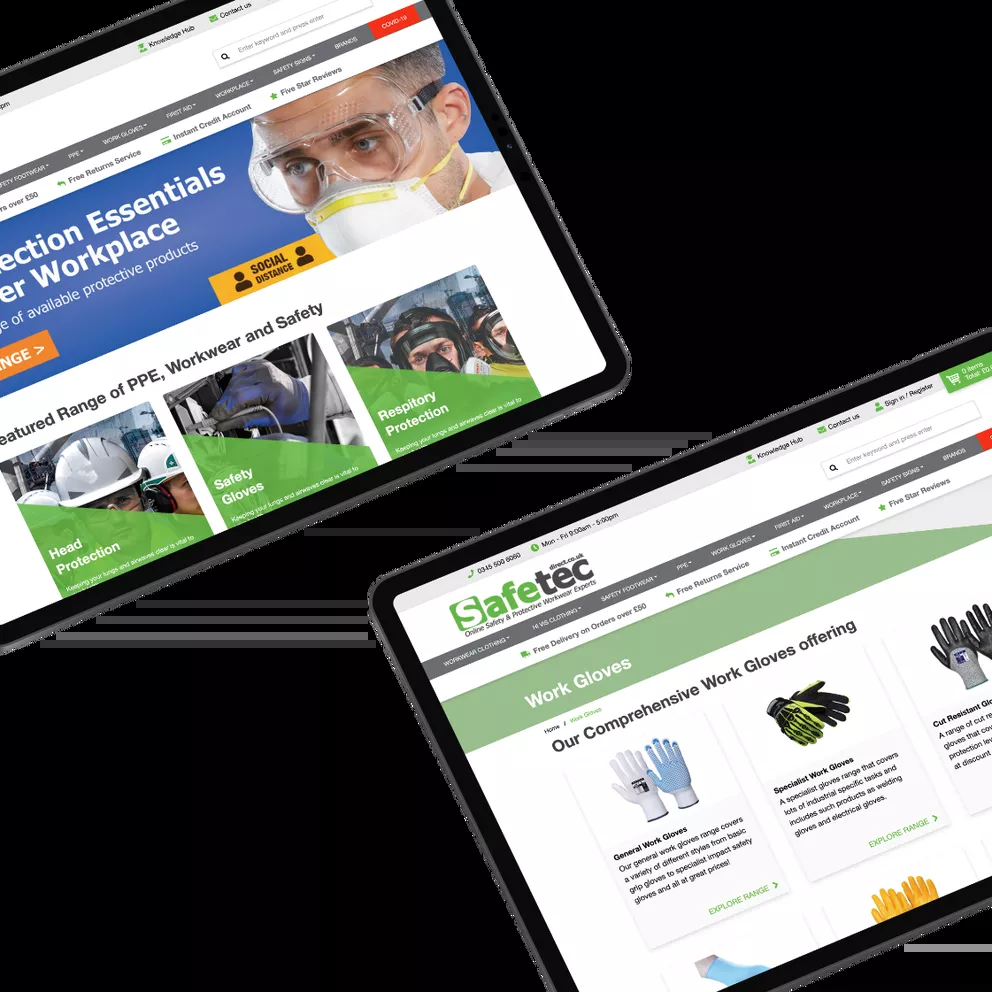 pm
Knowledge Hub
Contact us
Enter keyword and press enter
FETY FOOTWEAR
PPE
WORK GLOVES
FIRST AID
WORKPLACE
SAFETY SIGNS
BRANDS
COVID-19
rs over £50
Free Returns Service
Instant Credit Account
Five Star Reviews
ection Essentials
er Workplace
ge of available protective products
NGE >
SOCIAL
DISTANCE
eatured Range of PPE, Workwear and Safety
Head
Protection
Keeping your lungs and airwaves clear is vital to
Safety
Gloves
Keeping your lungs and airwaves clear is vital to
Respitory
Protection
Keeping your lungs and airwaves clear is vital to
0345 500 6060
Mon - Fri 9:00am - 5:00pm
Knowledge Hub
Contact us
Sign in / Register
0 items
Total: £0
Safetec
direct.co.uk
Online Safety & Protective Workwear Experts
Enter keyword and press enter
WORKWEAR CLOTHING
HI VIS CLOTHING
SAFETY FOOTWEAR
PPE
WORK GLOVES
FIRST AID
WORKPLACE
SAFETY SIGNS
BRANDS
Free Delivery on Orders over £50
Free Returns Service
Instant Credit Account
Five Star Reviews
Work Gloves
Home / Work Gloves
Our Comprehensive Work Gloves offering
General Work Gloves
Our general work gloves range covers
a variety of different styles from basic
grip gloves to specialist impact safety
gloves and all at great prices!
EXPLORE RANGE >
Specialist Work Gloves
A specialist gloves range that covers
lots of industrial specific tasks and
includes such products as welding
gloves and electrical gloves.
EXPLORE RANGE >
Cut Resistant Glo
A range of cut re
gloves that cov
protection lev
at discount